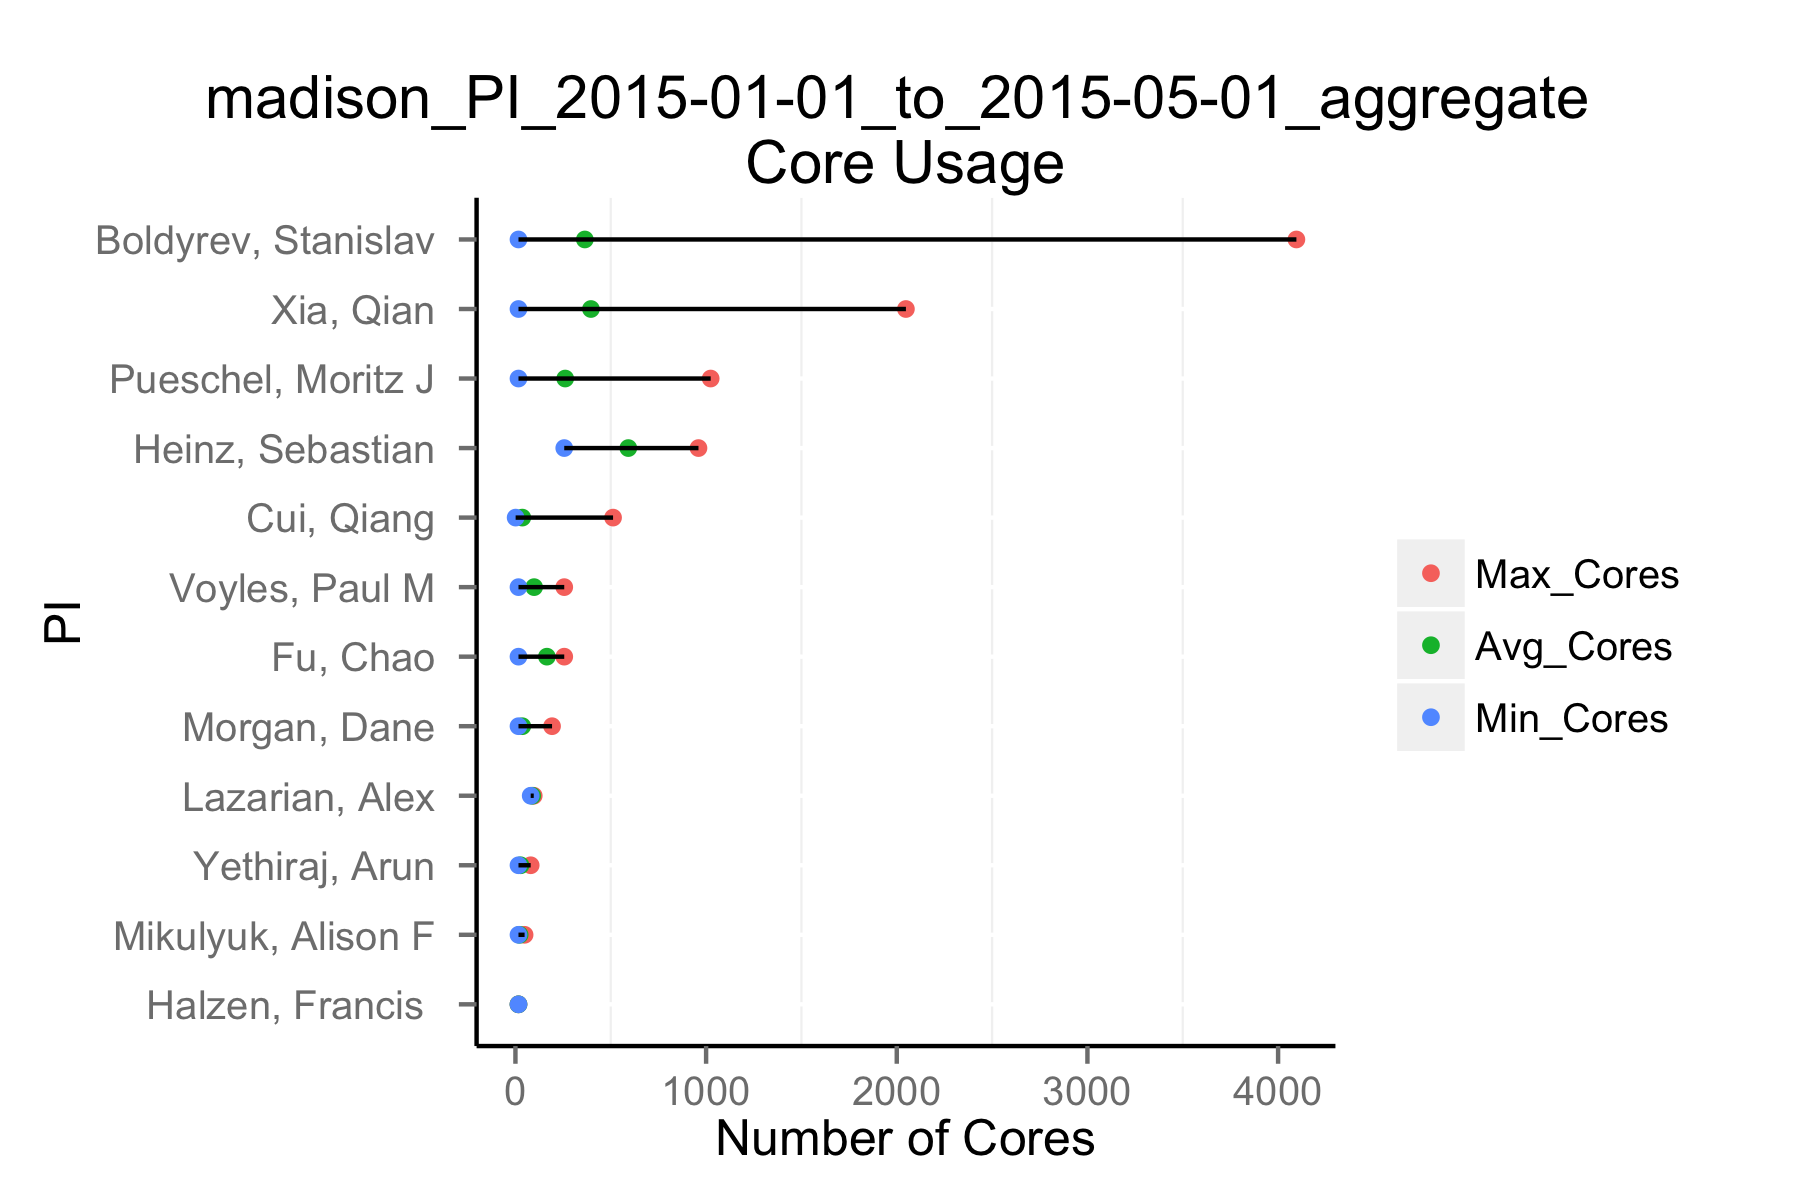 madison_PI_2015-01-01_to_2015-05-01_aggregate
Core Usage
Boldyrev, Stanislav
Xia, Qian
Pueschel, Moritz J
Heinz, Sebastian
Cui, Qiang
Voyles, Paul M
Fu, Chao
Morgan, Dane
Lazarian, Alex
Yethiraj, Arun
Mikulyuk, Alison F
Halzen, Francis
PI
0 1000 2000 3000 4000
Number of Cores
Max_Cores
Avg_Cores
Min_Cores